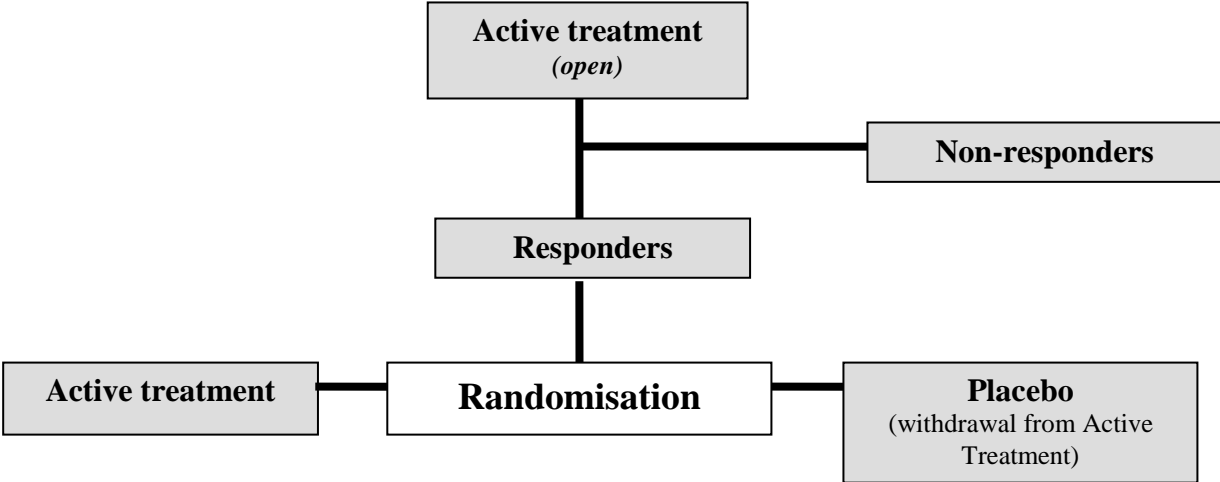 Active treatment
(open)
Non-responders
Responders
Active treatment
Randomisation
Placebo
(withdrawal from Active
Treatment)